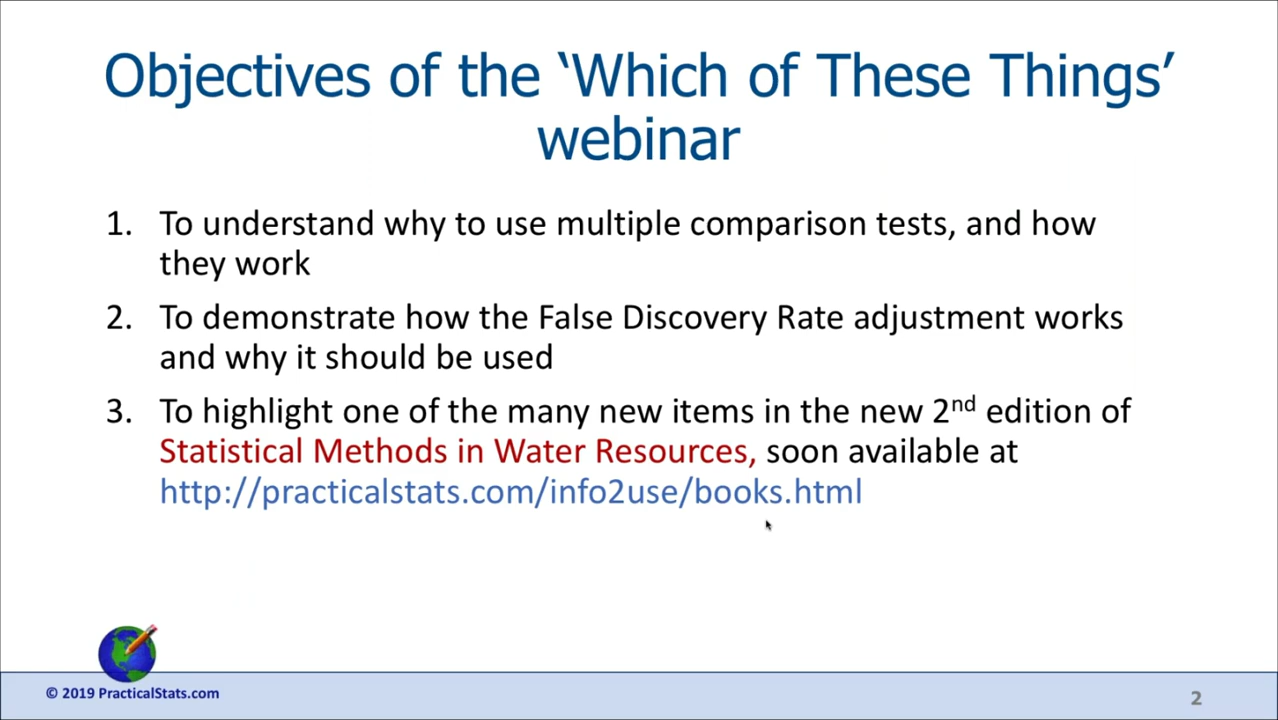 Objectives of the ‘Which of These Things’
webinar
1. To understand why to use multiple comparison tests, and how
they work
2. To demonstrate how the False Discovery Rate adjustment works
and why it should be used
3. To highlight one of the many new items in the new 2nd edition of
Statistical Methods in Water Resources, soon available at
http://practicalstats.com/info2use/books.html
© 2019 PracticalStats.com
2